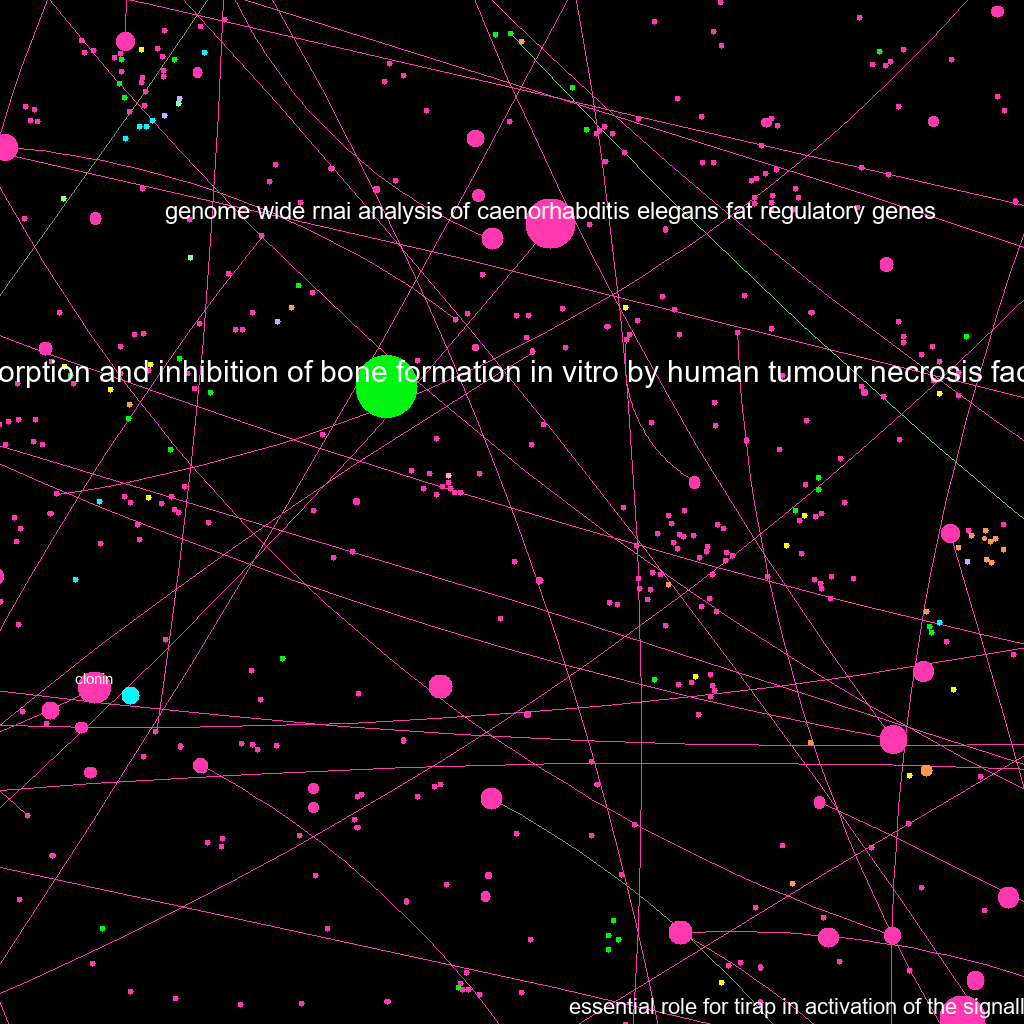 genome wide rnai analysis of caenorhabditis elegans fat regulatory genes
orption and inhibition of bone formation in vitro by human tumour necrosis fac
clonin
essential role for tirap in activation of the signall